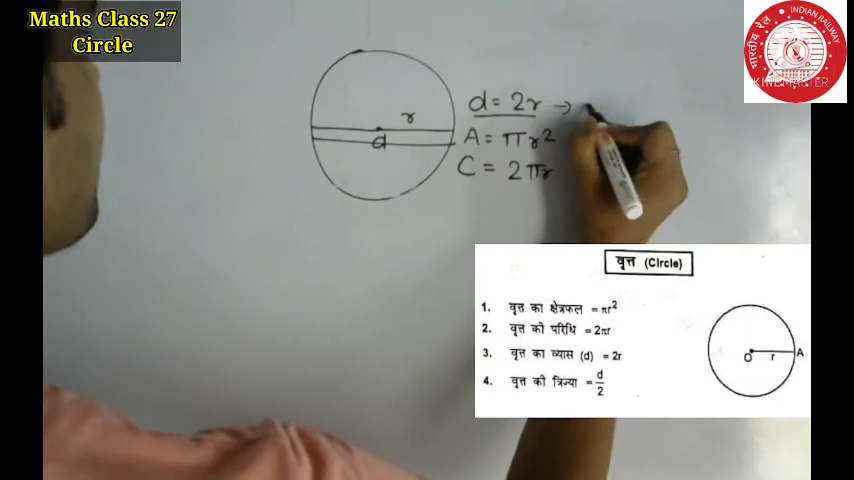 Maths Class 27
Circle
भारतीय रेल
INDIAN RAILWAY
KINEMASTER
r
d
d = 2r →
A = πr²
C = 2πr
वृत्त (Circle)
1. वृत्त का क्षेत्रफल = πr²
2. वृत्त की परिधि = 2πr
3. वृत्त का व्यास (d) = 2r
4. वृत्त की त्रिज्या = d/2
O r A